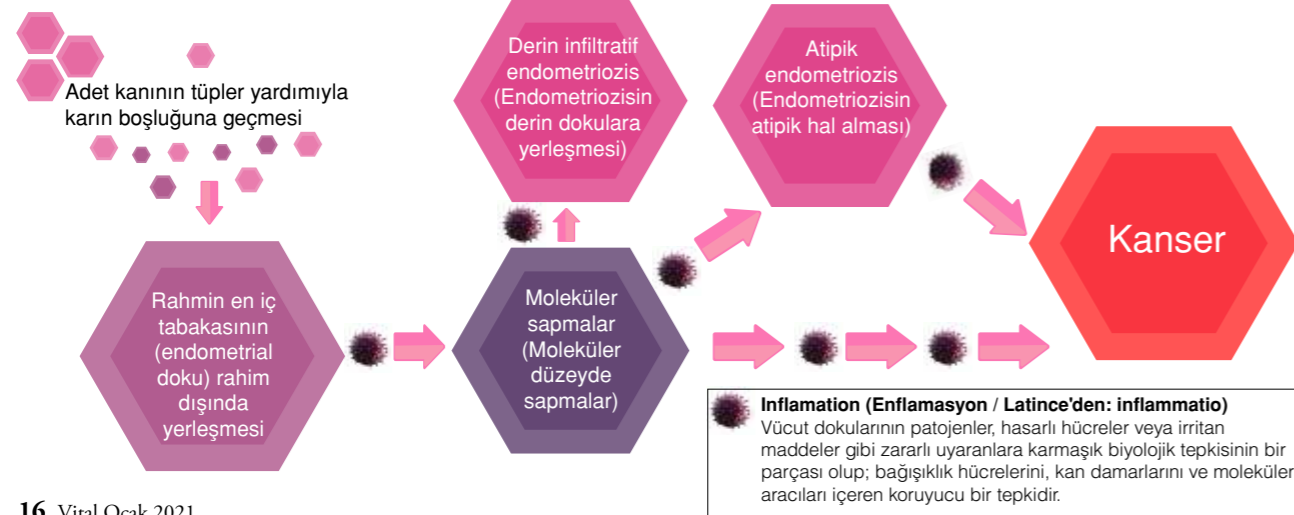 Adet kanının tüpler yardımıyla
karın boşluğuna geçmesi
Rahmin en iç
tabakasının
(endometrial
doku) rahim
dışında
yerleşmesi
Moleküler
sapmalar
(Moleküler
düzeyde
sapmalar)
Derin infiltratif
endometriozis
(Endometriozisin
derin dokulara
yerleşmesi)
Atipik
endometriozis
(Endometriozisin
atipik hal alması)
Kanser
Inflamation (Enflamasyon / Latince'den: inflammatio)
Vücut dokularının patojenler, hasarlı hücreler veya irritan
maddeler gibi zararlı uyaranlara karmaşık biyolojik tepkisinin bir
parçası olup; bağışıklık hücrelerini, kan damarlarını ve moleküler
aracıları içeren koruyucu bir tepkidir.
16 Vital Ocak 2021